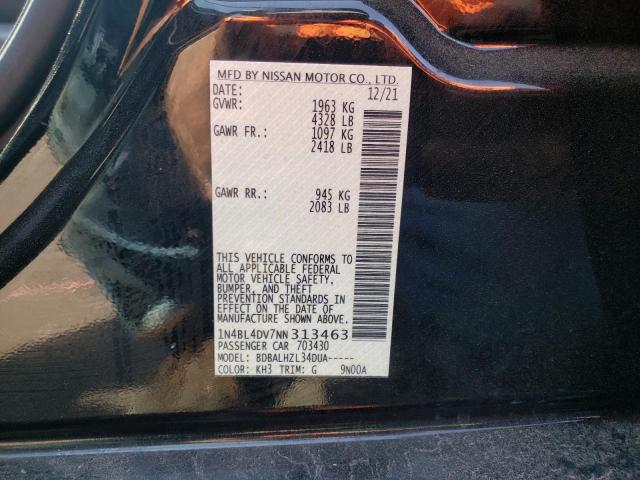 MFD BY NISSAN MOTOR CO., LTD.
DATE: 12/21
GVWR: 1963 KG
4328 LB
GAWR FR.: 1097 KG
2418 LB
GAWR RR.: 945 KG
2083 LB
THIS VEHICLE CONFORMS TO
ALL APPLICABLE FEDERAL
MOTOR VEHICLE SAFETY,
BUMPER, AND THEFT
PREVENTION STANDARDS IN
EFFECT ON THE DATE OF
MANUFACTURE SHOWN ABOVE.
1N4BL4DV7NN313463
PASSENGER CAR 703430
MODEL: BDBALHZL34DUA-----
COLOR: KH3 TRIM: G 9N00A